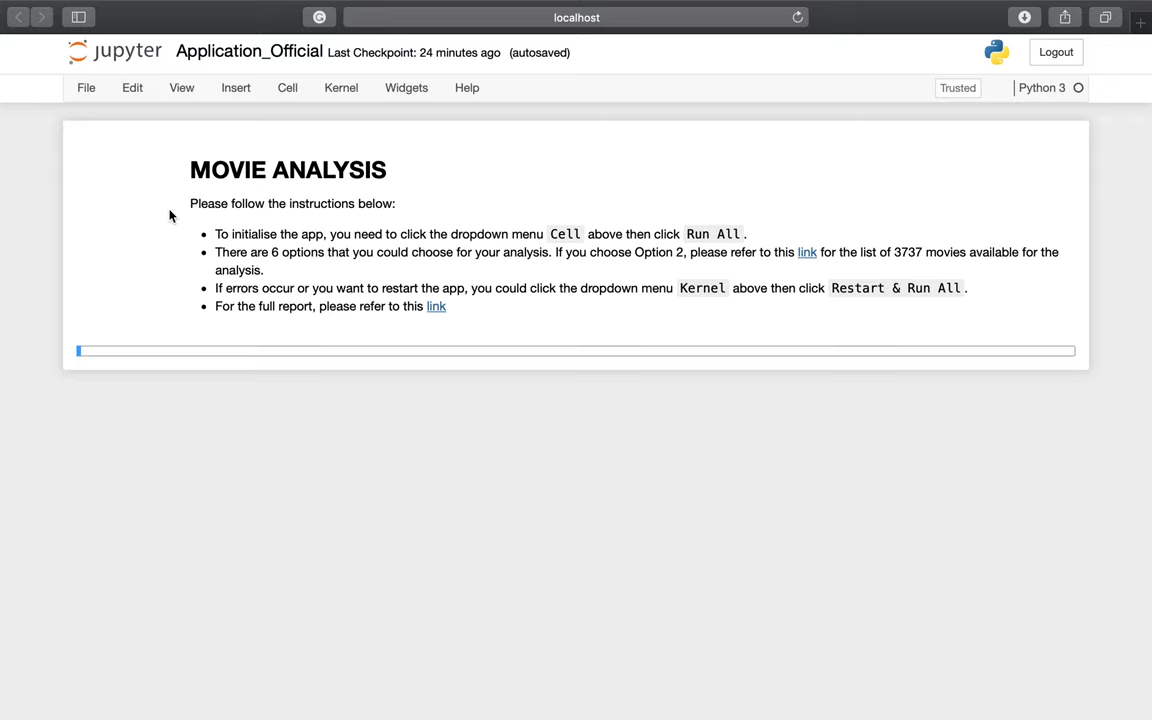 localhost
jupyter Application_Official Last Checkpoint: 24 minutes ago (autosaved)
Logout
File Edit View Insert Cell Kernel Widgets Help
Trusted
Python 3
MOVIE ANALYSIS
Please follow the instructions below:
• To initialise the app, you need to click the dropdown menu Cell above then click Run All.
• There are 6 options that you could choose for your analysis. If you choose Option 2, please refer to this link for the list of 3737 movies available for the
analysis.
• If errors occur or you want to restart the app, you could click the dropdown menu Kernel above then click Restart & Run All.
• For the full report, please refer to this link